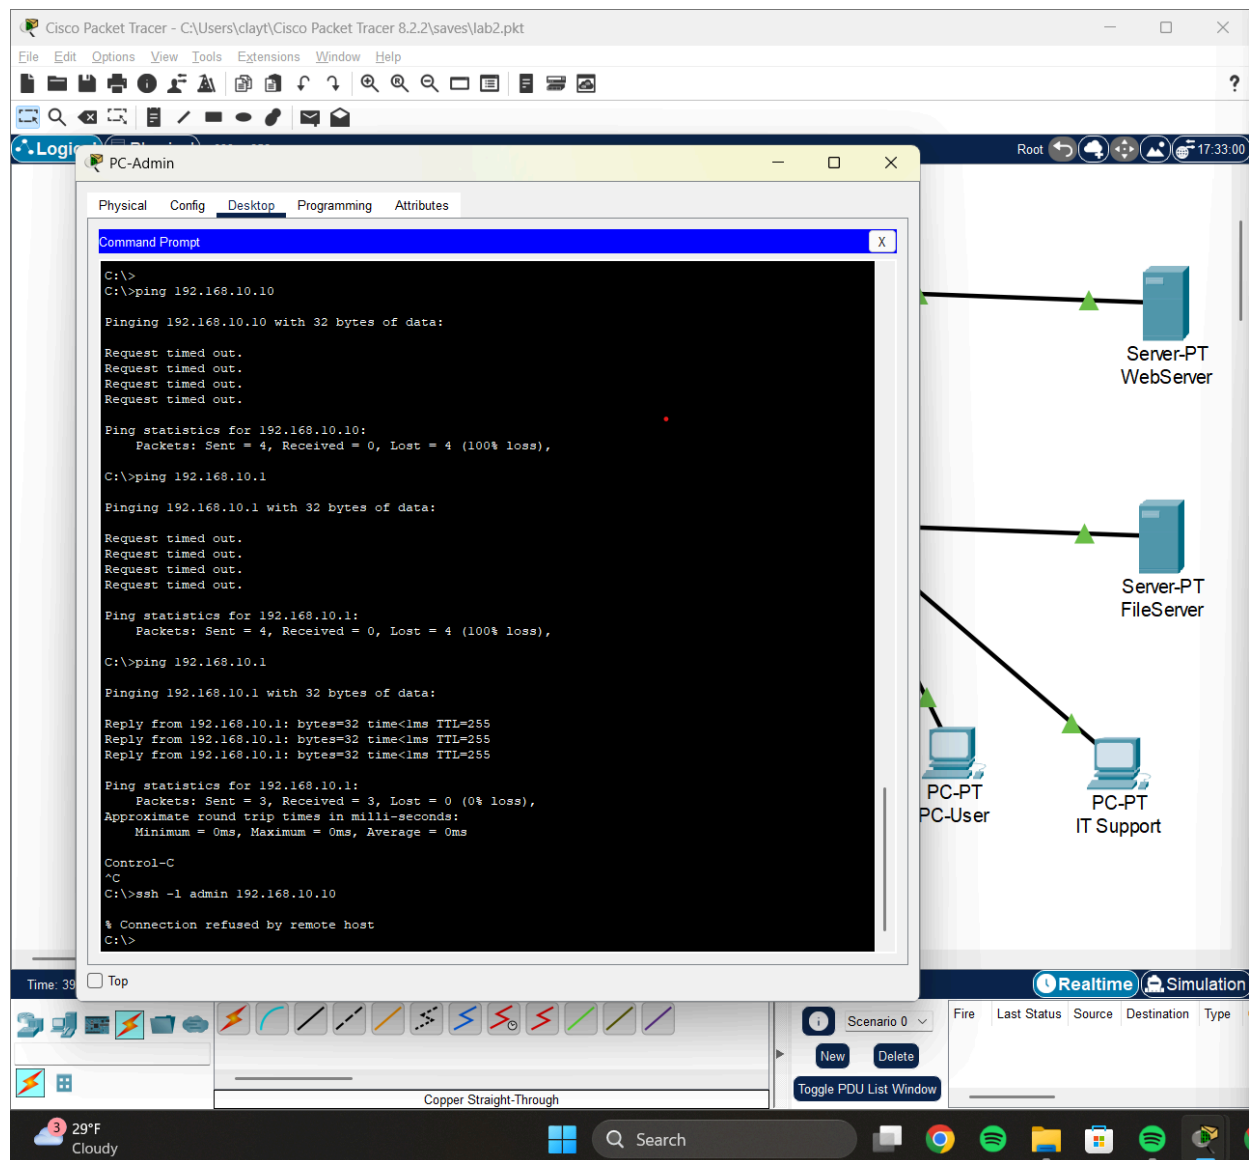 Cisco Packet Tracer - C:\Users\clayt\Cisco Packet Tracer 8.2.2\saves\lab2.pkt
File Edit Options View Tools Extensions Window Help
?
Root
17:33:00
PC-Admin
Physical Config Desktop Programming Attributes
Command Prompt
X
C:\>
C:\>ping 192.168.10.10
Pinging 192.168.10.10 with 32 bytes of data:
Request timed out.
Request timed out.
Request timed out.
Request timed out.
Ping statistics for 192.168.10.10:
Packets: Sent = 4, Received = 0, Lost = 4 (100% loss),
C:\>ping 192.168.10.1
Pinging 192.168.10.1 with 32 bytes of data:
Request timed out.
Request timed out.
Request timed out.
Request timed out.
Ping statistics for 192.168.10.1:
Packets: Sent = 4, Received = 0, Lost = 4 (100% loss),
C:\>ping 192.168.10.1
Pinging 192.168.10.1 with 32 bytes of data:
Reply from 192.168.10.1: bytes=32 time<1ms TTL=255
Reply from 192.168.10.1: bytes=32 time<1ms TTL=255
Reply from 192.168.10.1: bytes=32 time<1ms TTL=255
Ping statistics for 192.168.10.1:
Packets: Sent = 3, Received = 3, Lost = 0 (0% loss),
Approximate round trip times in milli-seconds:
Minimum = 0ms, Maximum = 0ms, Average = 0ms
Control-C
^C
C:\>ssh -l admin 192.168.10.10
% Connection refused by remote host
C:\>
Top
Server-PT
WebServer
Server-PT
FileServer
PC-PT
PC-User
PC-PT
IT Support
Time: 39
Realtime Simulation
Scenario 0
New Delete
Toggle PDU List Window
Fire Last Status Source Destination Type
Copper Straight-Through
3
29°F
Cloudy
Search